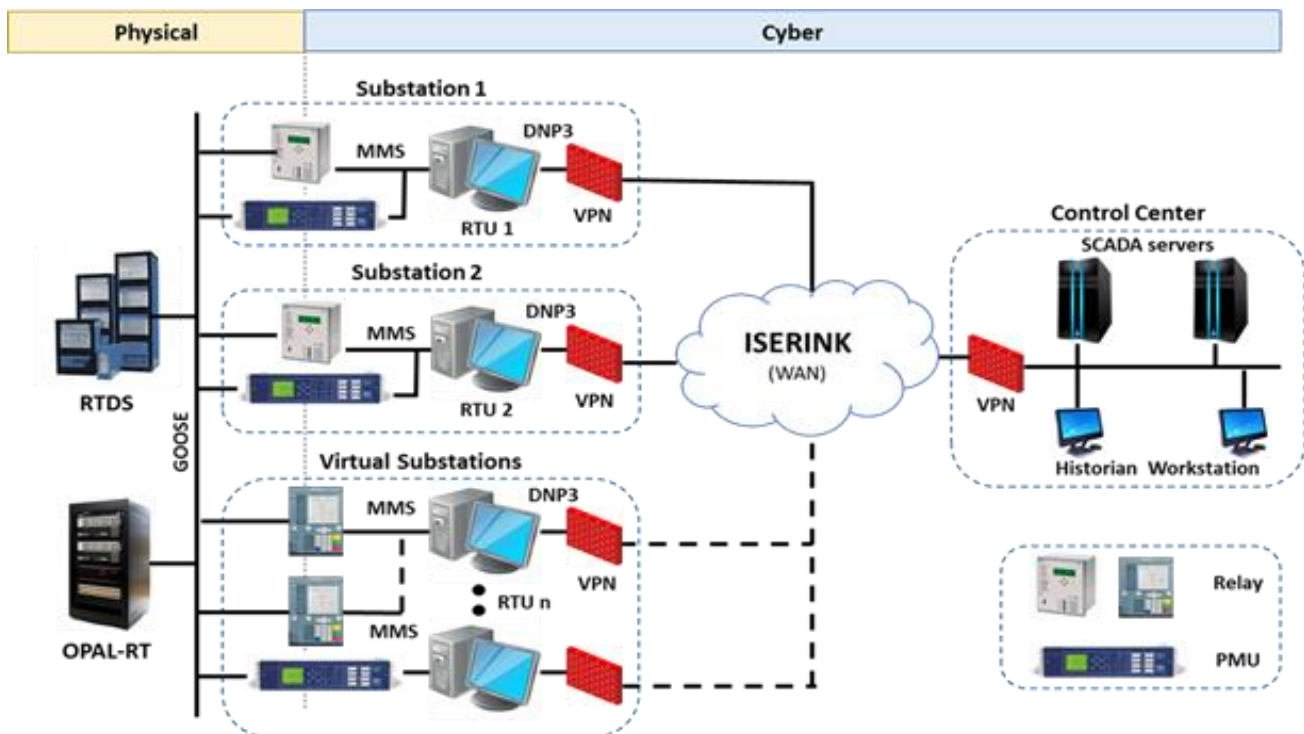 Physical
Cyber
Substation 1
MMS
DNP3
RTU 1
VPN
Substation 2
MMS
DNP3
RTU 2
VPN
RTDS
GOOSE
OPAL-RT
Virtual Substations
MMS
DNP3
VPN
RTU n
MMS
ISERINK
(WAN)
Control Center
SCADA servers
VPN
Historian
Workstation
Relay
PMU